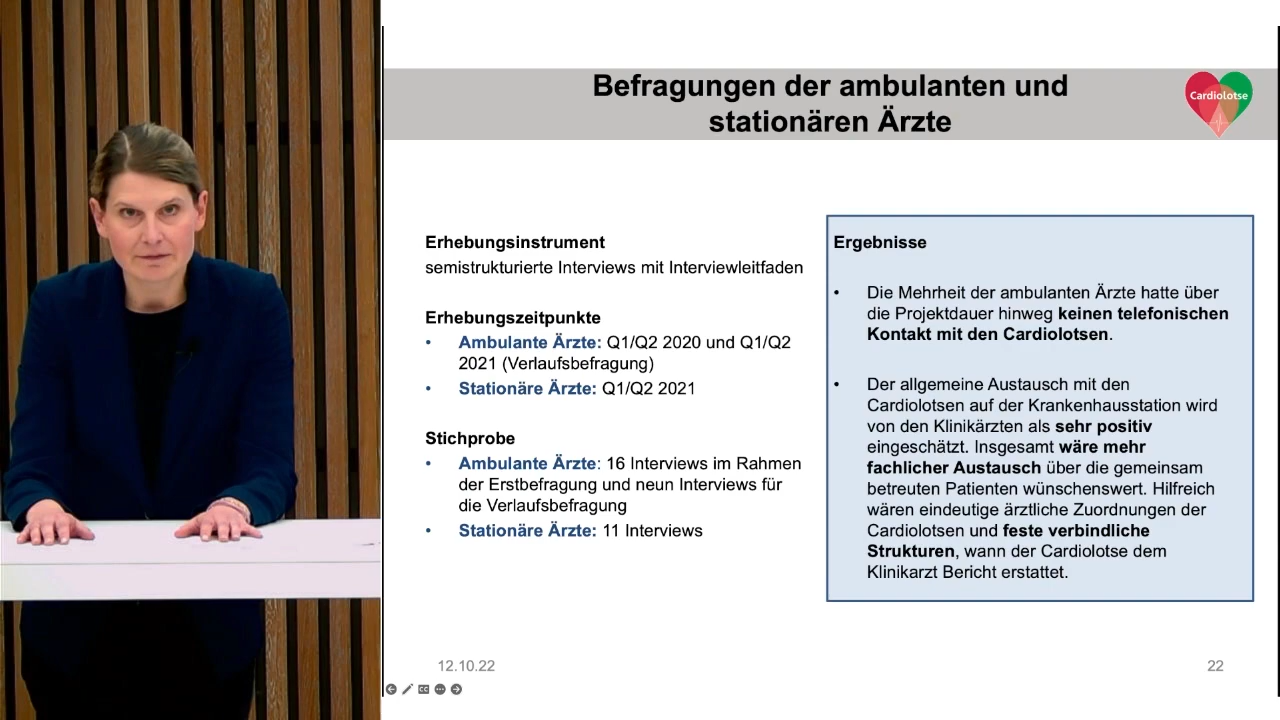 Befragungen der ambulanten und
stationären Ärzte
CardioLotse
Erhebungsinstrument
semistrukturierte Interviews mit Interviewleitfaden
Erhebungszeitpunkte
• Ambulante Ärzte: Q1/Q2 2020 und Q1/Q2
2021 (Verlaufsbefragung)
• Stationäre Ärzte: Q1/Q2 2021
Stichprobe
• Ambulante Ärzte: 16 Interviews im Rahmen
der Erstbefragung und neun Interviews für
die Verlaufsbefragung
• Stationäre Ärzte: 11 Interviews
Ergebnisse
• Die Mehrheit der ambulanten Ärzte hatte über
die Projektdauer hinweg keinen telefonischen
Kontakt mit den Cardiolotsen.
• Der allgemeine Austausch mit den
Cardiolotsen auf der Krankenhausstation wird
von den Klinikärzten als sehr positiv
eingeschätzt. Insgesamt wäre mehr
fachlicher Austausch über die gemeinsam
betreuten Patienten wünschenswert. Hilfreich
wären eindeutige ärztliche Zuordnungen der
Cardiolotsen und feste verbindliche
Strukturen, wann der Cardiolotse dem
Klinikarzt Bericht erstattet.
12.10.22
22